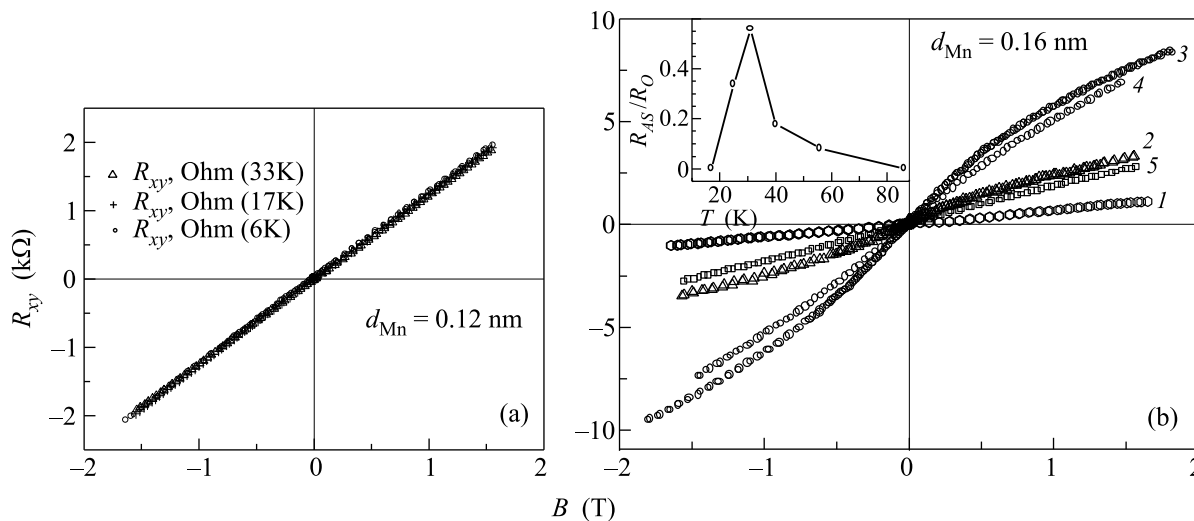 2
1
0
−1
−2
R_xy (kΩ)
△ R_xy, Ohm (33K)
+ R_xy, Ohm (17K)
○ R_xy, Ohm (6K)
d_Mn = 0.12 nm
(a)
−2
−1
0
1
2
10
5
0
−5
−10
R_AS/R_O
0.4
0
20
40
60
80
T (K)
d_Mn = 0.16 nm
3
4
2
5
1
(b)
−2
−1
0
1
2
B (T)